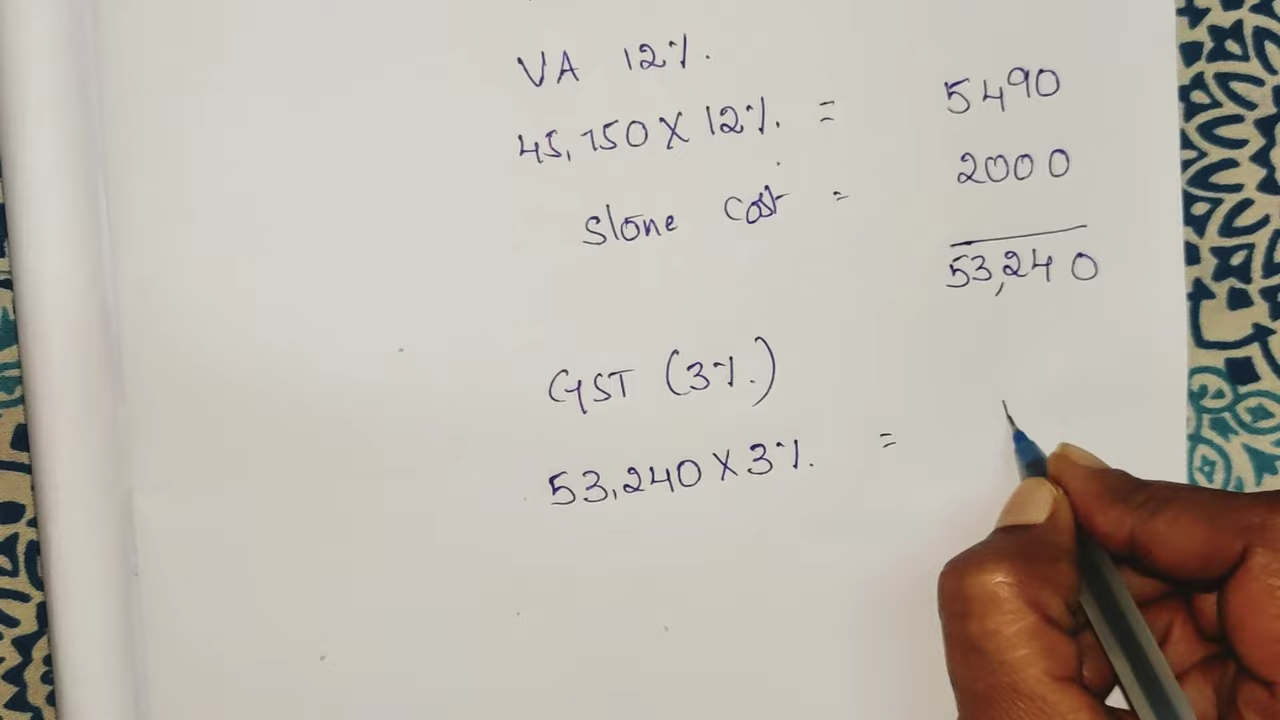 VA 12%.
45,750 X 12%. = 5490
Stone Cost = 2000
53,240
GST (3%.)
53,240 X 3%. =